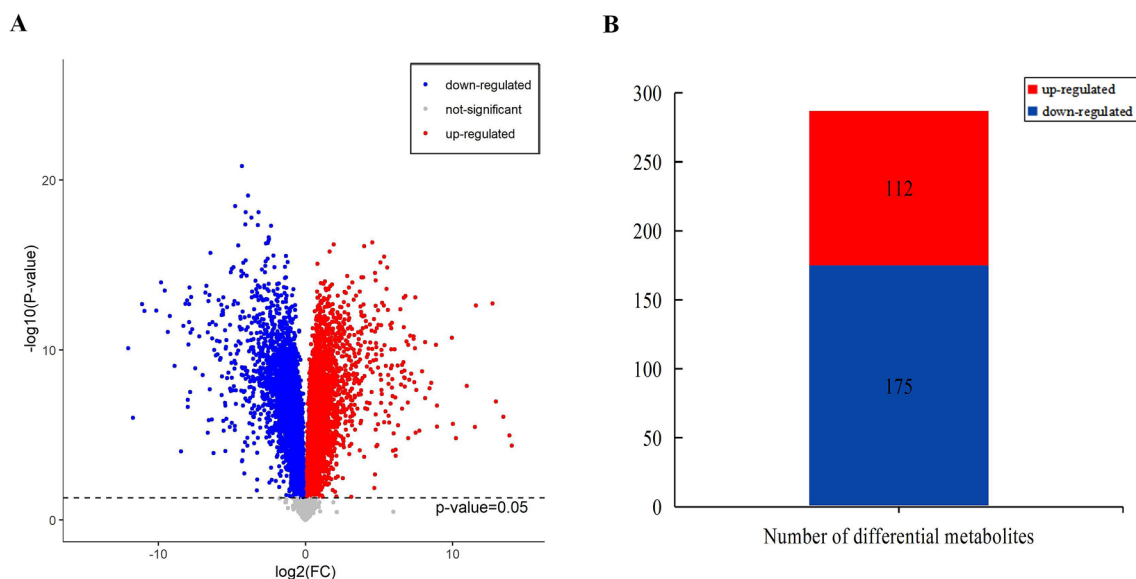 A
down-regulated
not-significant
up-regulated
20
10
0
-log10(P-value)
p-value=0.05
-10
0
10
log2(FC)
B
up-regulated
down-regulated
300
250
200
150
100
50
0
112
175
Number of differential metabolites